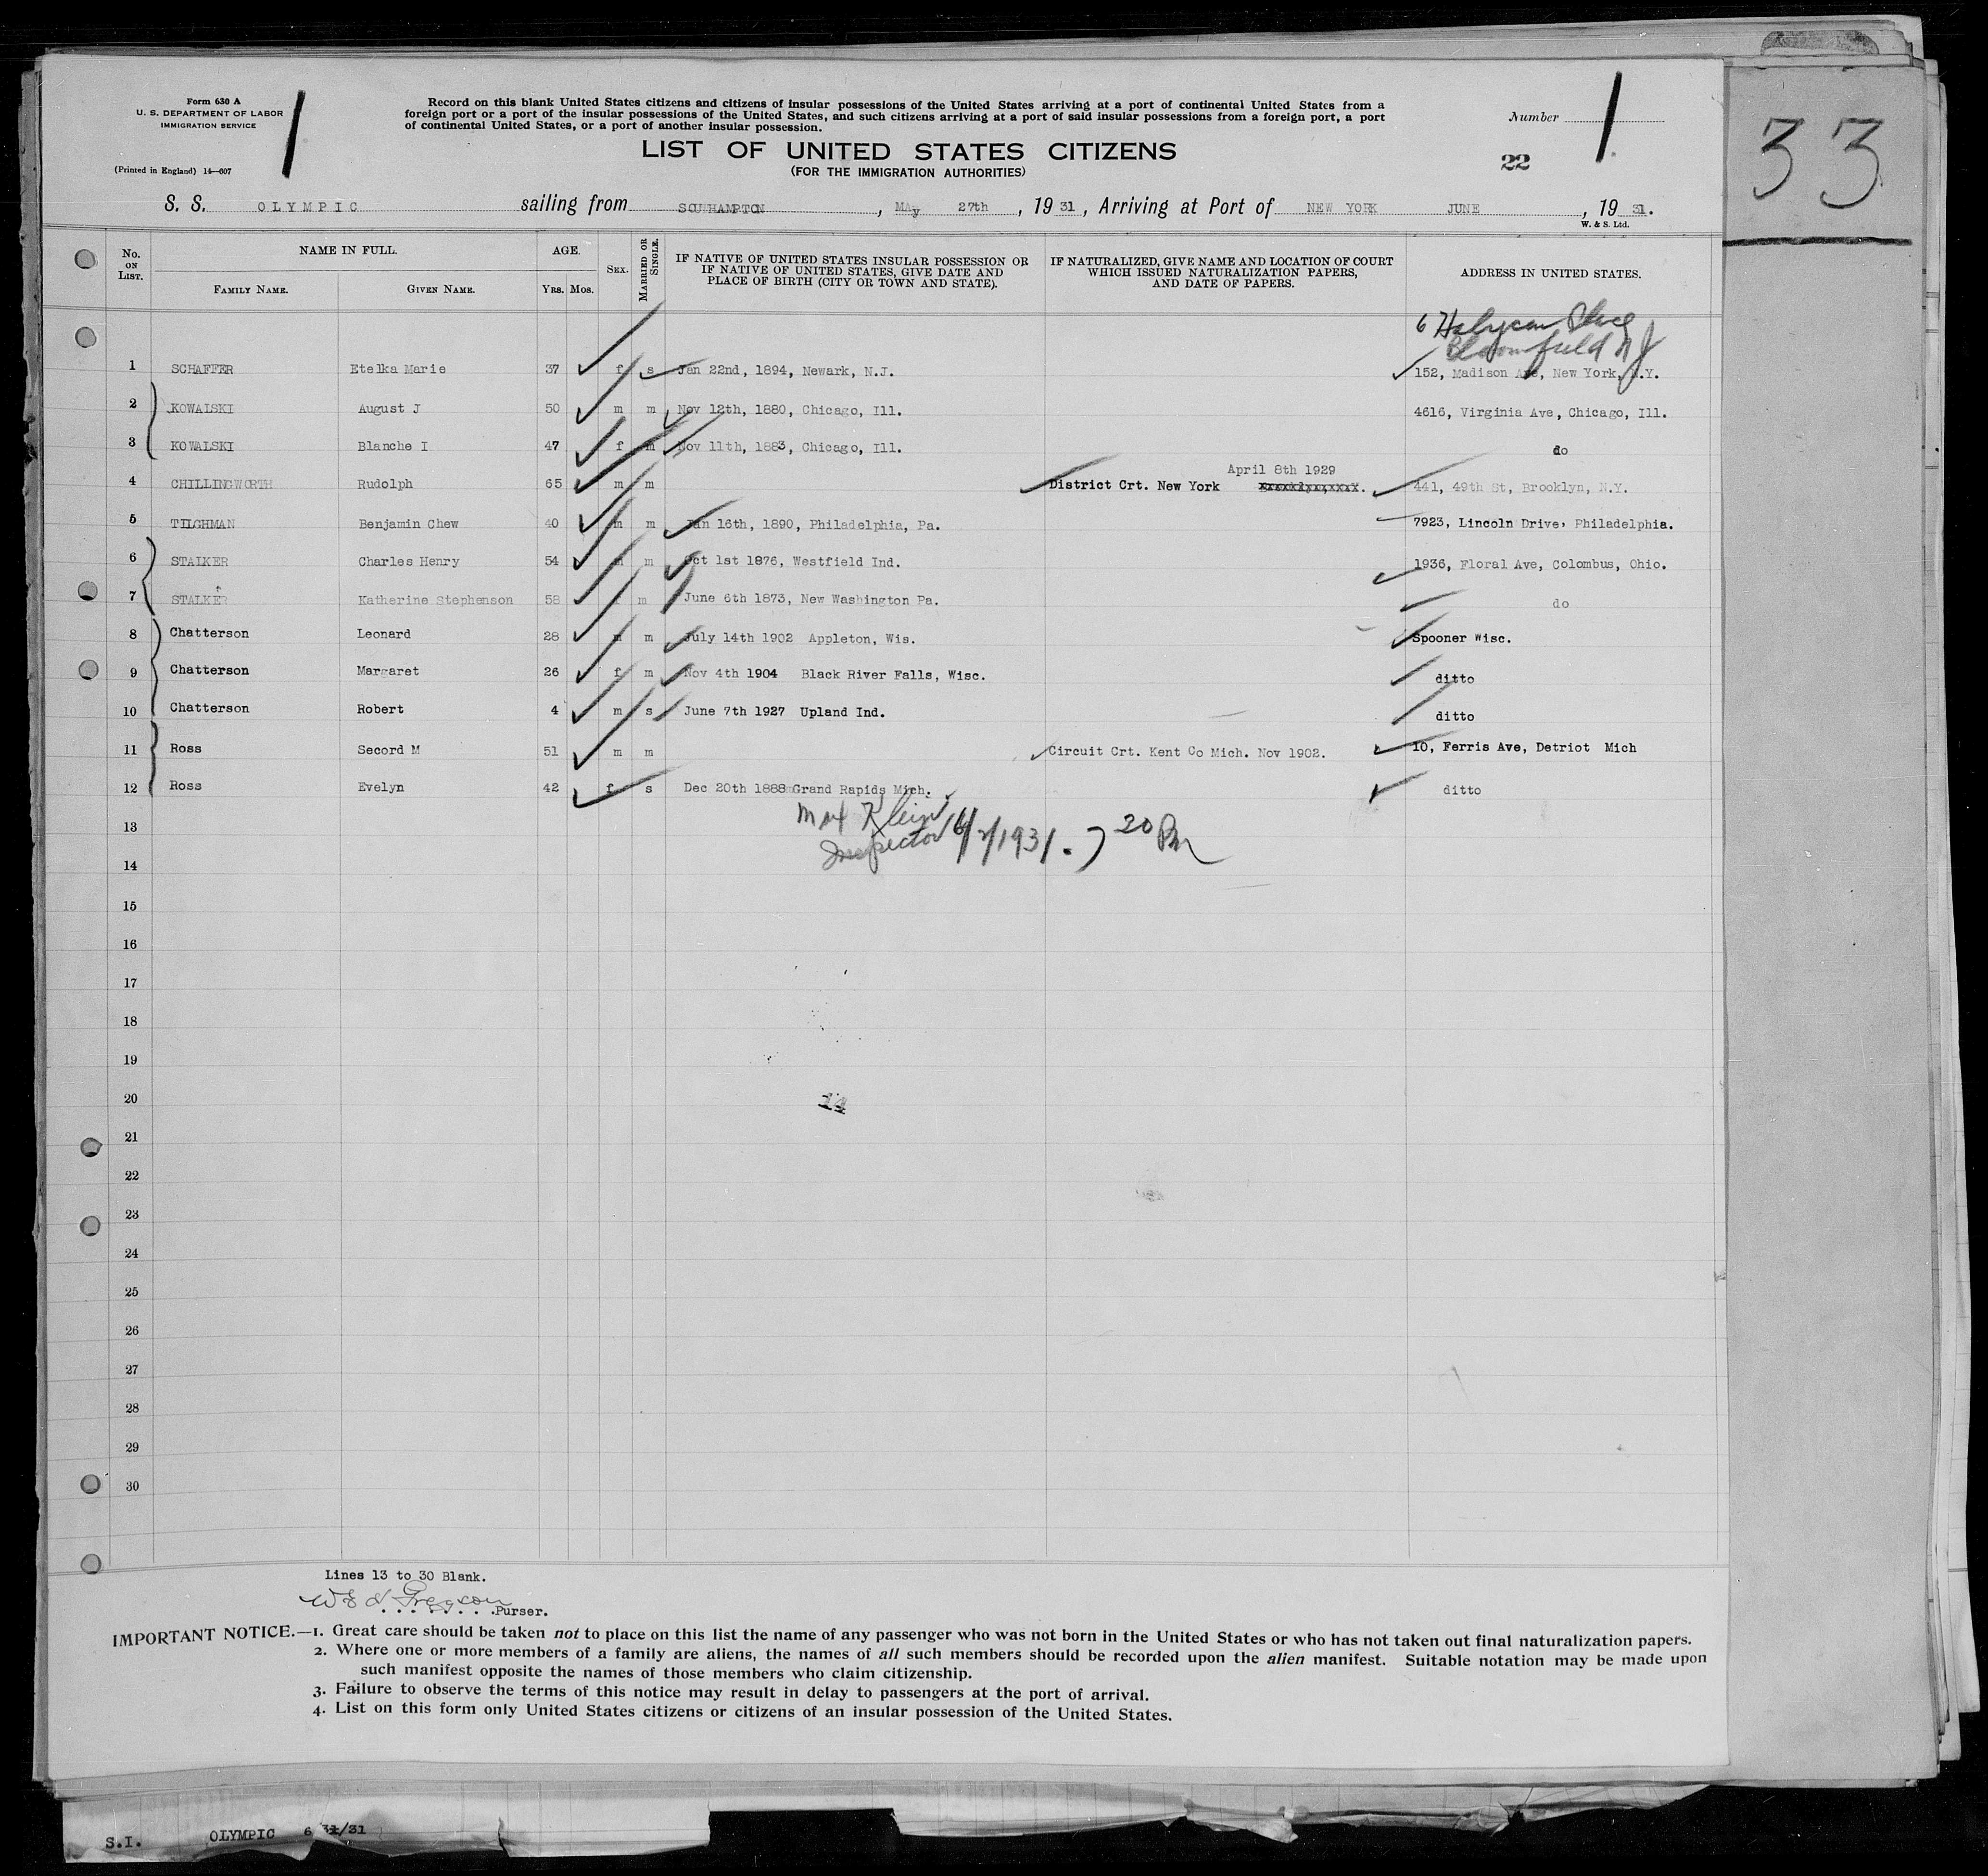 Form 630 A
U. S. DEPARTMENT OF LABOR
IMMIGRATION SERVICE
(Printed in England) 14—607
Record on this blank United States citizens and citizens of insular possessions of the United States arriving at a port of continental United States from a
foreign port or a port of the insular possessions of the United States, and such citizens arriving at a port of said insular possessions from a foreign port, a port
of continental United States, or a port of another insular possession.
Number 1
LIST OF UNITED STATES CITIZENS
(FOR THE IMMIGRATION AUTHORITIES)
22
33
S. S. OLYMPIC sailing from SOUTHAMPTON, MAy 27th, 19 31, Arriving at Port of NEW YORK JUNE, 19 31.
W. & S. Ltd.
No. ON LIST. NAME IN FULL. FAMILY NAME. GIVEN NAME. AGE. YRS. MOS. SEX. MARRIED OR SINGLE. IF NATIVE OF UNITED STATES INSULAR POSSESSION OR IF NATIVE OF UNITED STATES, GIVE DATE AND PLACE OF BIRTH (CITY OR TOWN AND STATE). IF NATURALIZED, GIVE NAME AND LOCATION OF COURT WHICH ISSUED NATURALIZATION PAPERS, AND DATE OF PAPERS. ADDRESS IN UNITED STATES.
6 Halycon Place
Bloomfield NJ
1 SCHAFFER Etelka Marie 37 f s Jan 22nd, 1894, Newark, N.J. 152, Madison Ave, New York, N.Y.
2 KOWALSKI August J 50 m m Nov 12th, 1880, Chicago, Ill. 4616, Virginia Ave, Chicago, Ill.
3 KOWALSKI Blanche I 47 f m Nov 11th, 1883, Chicago, Ill. do
April 8th 1929
4 CHILLINGWORTH Rudolph 65 m m District Crt. New York 441, 49th St, Brooklyn, N.Y.
5 TILGHMAN Benjamin Chew 40 m m Jan 16th, 1890, Philadelphia, Pa. 7923, Lincoln Drive, Philadelphia.
6 STALKER Charles Henry 54 m m Oct 1st 1876, Westfield Ind. 1936, Floral Ave, Colombus, Ohio.
7 STALKER Katherine Stephenson 58 f m June 6th 1873, New Washington Pa. do
8 Chatterson Leonard 28 m m July 14th 1902 Appleton, Wis. Spooner Wisc.
9 Chatterson Margaret 26 f m Nov 4th 1904 Black River Falls, Wisc. ditto
10 Chatterson Robert 4 m s June 7th 1927 Upland Ind. ditto
11 Ross Secord M 51 m m Circuit Crt. Kent Co Mich. Nov 1902. 10, Ferris Ave, Detriot Mich
12 Ross Evelyn 42 f s Dec 20th 1888 Grand Rapids Mich. ditto
Max Klein
Inspector 6/2/1931. 7 20 Pm
13
14
15
16
17
18
19
20
14
21
22
23
24
25
26
27
28
29
30
Lines 13 to 30 Blank.
Gregson
........Purser.
IMPORTANT NOTICE.—1. Great care should be taken not to place on this list the name of any passenger who was not born in the United States or who has not taken out final naturalization papers.
2. Where one or more members of a family are aliens, the names of all such members should be recorded upon the alien manifest. Suitable notation may be made upon
such manifest opposite the names of those members who claim citizenship.
3. Failure to observe the terms of this notice may result in delay to passengers at the port of arrival.
4. List on this form only United States citizens or citizens of an insular possession of the United States.
S.I. OLYMPIC 6